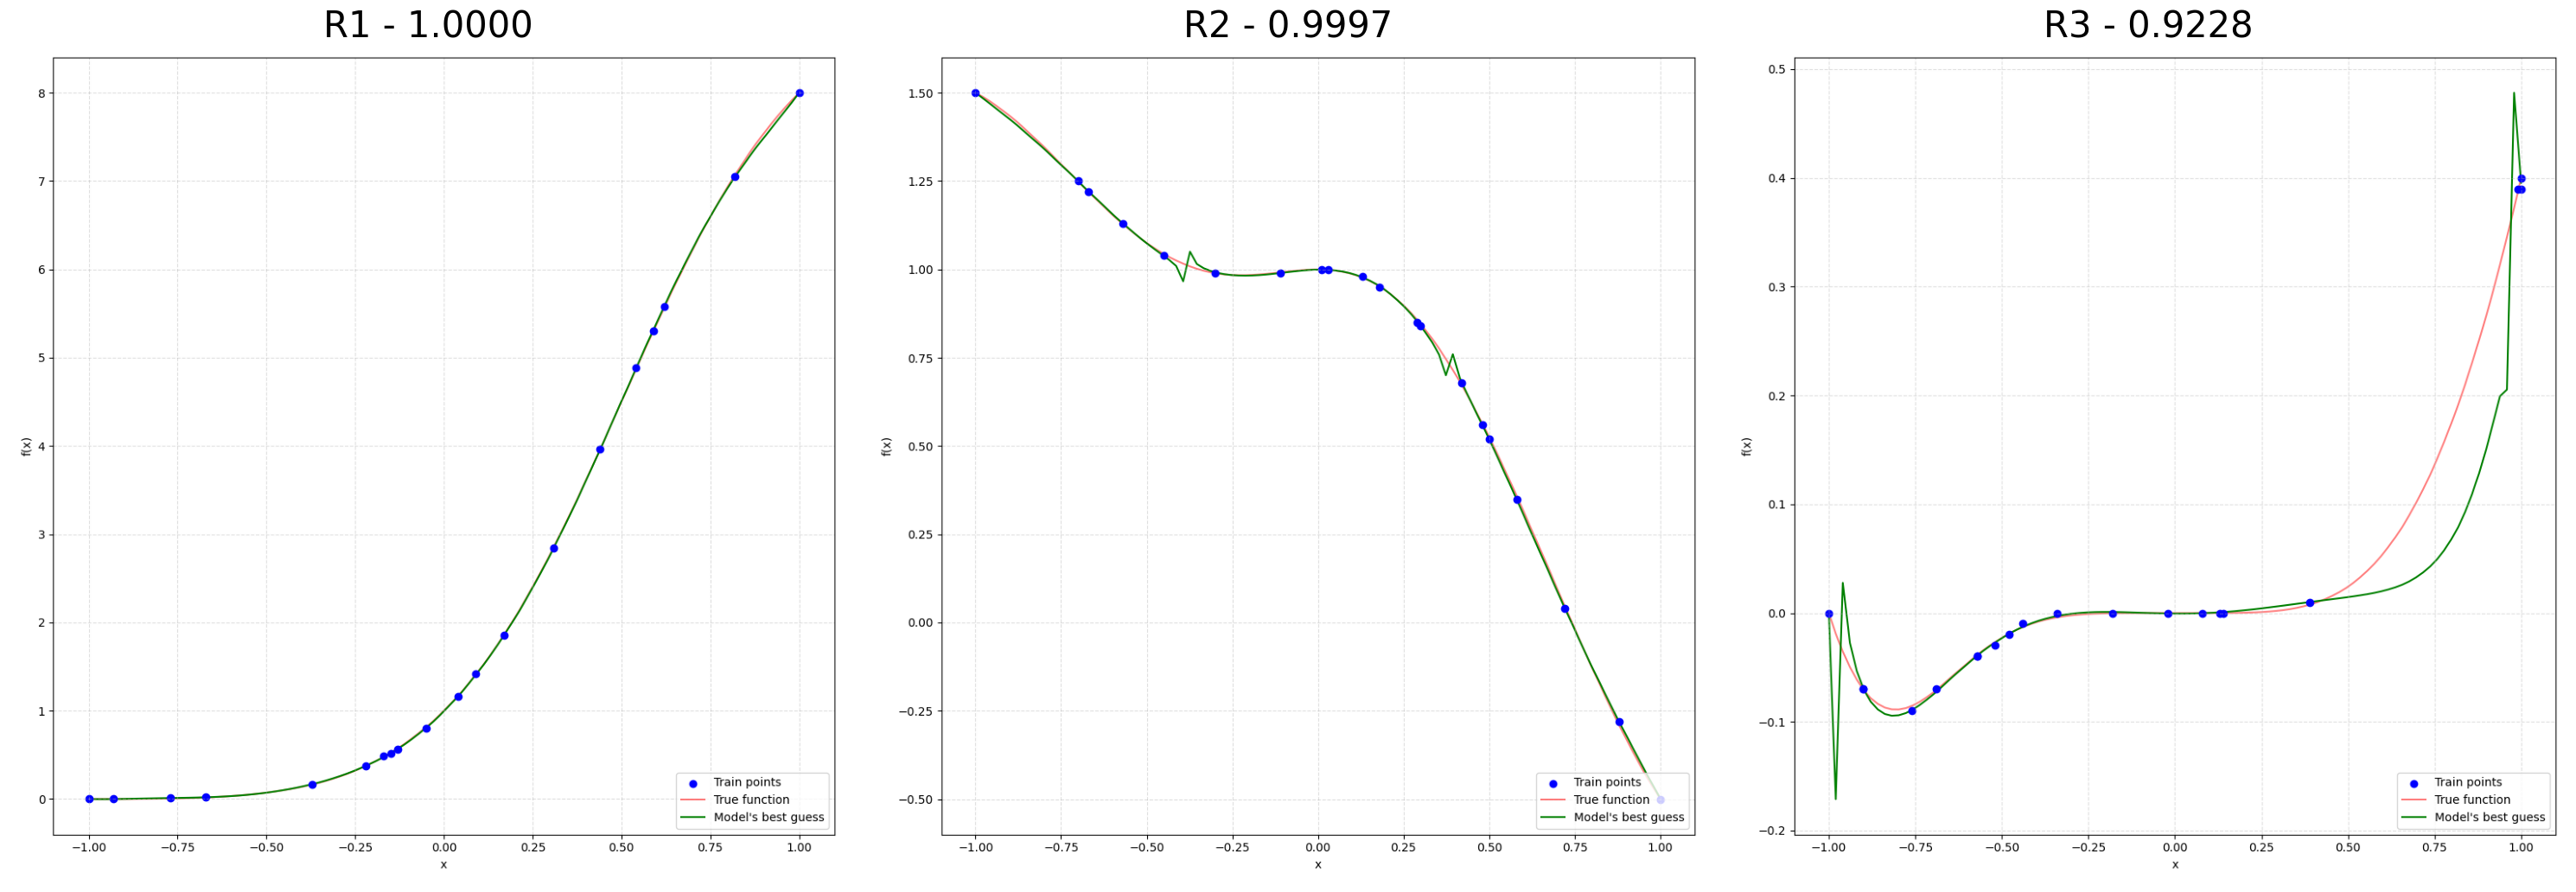 R1 - 1.0000
8
7
6
5
4
3
2
1
0
f(x)
−1.00 −0.75 −0.50 −0.25 0.00 0.25 0.50 0.75 1.00
x
Train points
True function
Model's best guess
R2 - 0.9997
1.50
1.25
1.00
0.75
0.50
0.25
0.00
−0.25
−0.50
f(x)
−1.00 −0.75 −0.50 −0.25 0.00 0.25 0.50 0.75 1.00
x
Train points
True function
Model's best guess
R3 - 0.9228
0.5
0.4
0.3
0.2
0.1
0.0
−0.1
−0.2
f(x)
−1.00 −0.75 −0.50 −0.25 0.00 0.25 0.50 0.75 1.00
x
Train points
True function
Model's best guess